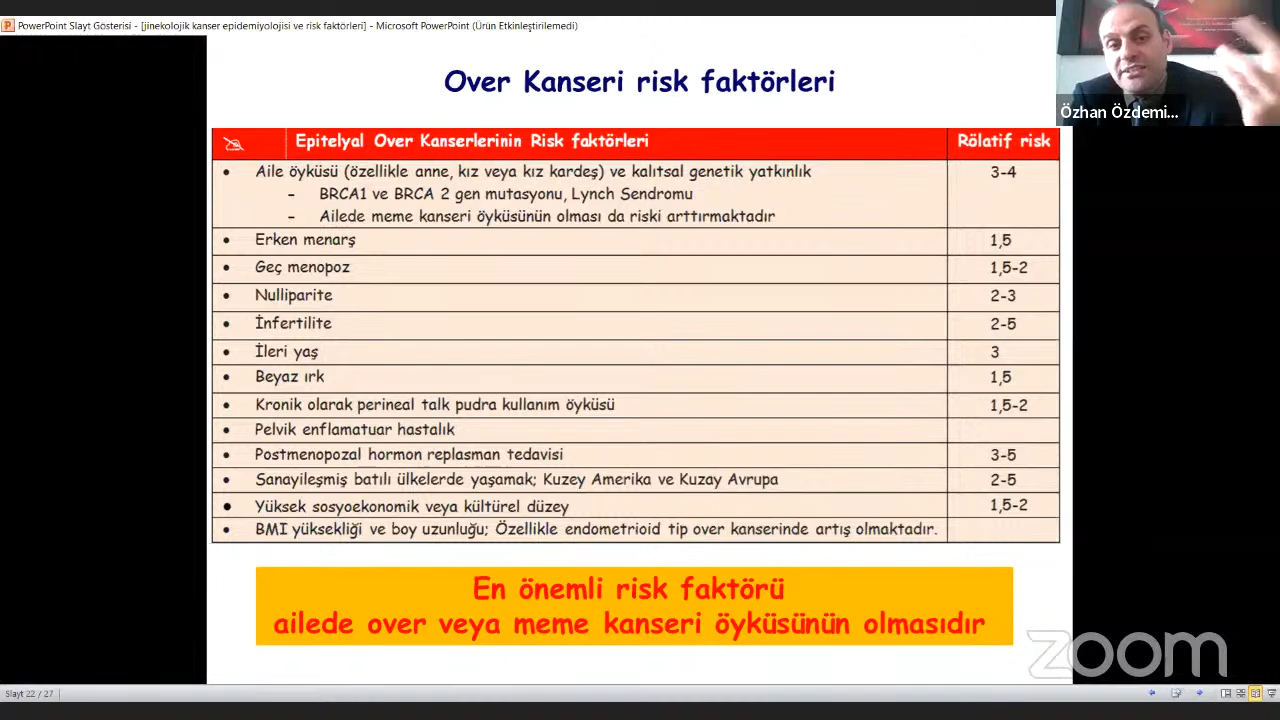 PowerPoint Slayt Gösterisi - [jinekolojik kanser epidemiyolojisi ve risk faktörleri] - Microsoft PowerPoint (Ürün Etkinleştirilemedi)
Özhan Özdemi...
Over Kanseri risk faktörleri
Epitelyal Over Kanserlerinin Risk faktörleri Rölatif risk
• Aile öyküsü (özellikle anne, kız veya kız kardeş) ve kalıtsal genetik yatkınlık 3-4
– BRCA1 ve BRCA 2 gen mutasyonu, Lynch Sendromu
– Ailede meme kanseri öyküsünün olması da riski arttırmaktadır
• Erken menarş 1,5
• Geç menopoz 1,5-2
• Nulliparite 2-3
• İnfertilite 2-5
• İleri yaş 3
• Beyaz ırk 1,5
• Kronik olarak perineal talk pudra kullanım öyküsü 1,5-2
• Pelvik enflamatuar hastalık
• Postmenopozal hormon replasman tedavisi 3-5
• Sanayileşmiş batılı ülkelerde yaşamak; Kuzey Amerika ve Kuzay Avrupa 2-5
• Yüksek sosyoekonomik veya kültürel düzey 1,5-2
• BMI yüksekliği ve boy uzunluğu; Özellikle endometrioid tip over kanserinde artış olmaktadır.
En önemli risk faktörü
ailede over veya meme kanseri öyküsünün olmasıdır
zoom
Slayt 22 / 27